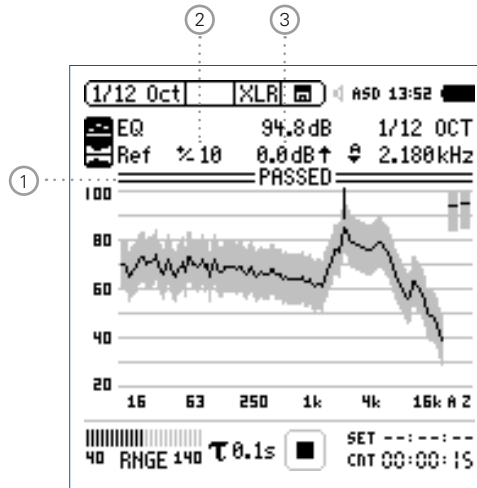 2 3
1/12 Oct XLR ASD 13:52
EQ 94.8dB 1/12 OCT
Ref 10 0.0dB↑ 2.180kHz
1
PASSED
100
80
60
40
20
16 63 250 1k 4k 16k A Z
40 RNGE 140 τ 0.1s
SET --:--:--
CNT 00:00:15